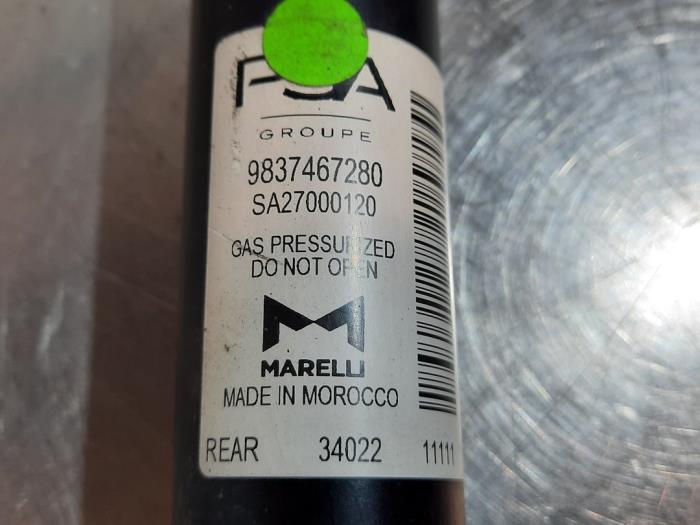 PSA
GROUPE
9837467280
SA27000120
GAS PRESSURIZED
DO NOT OPEN
MARELLI
MADE IN MOROCCO
REAR 34022 11111